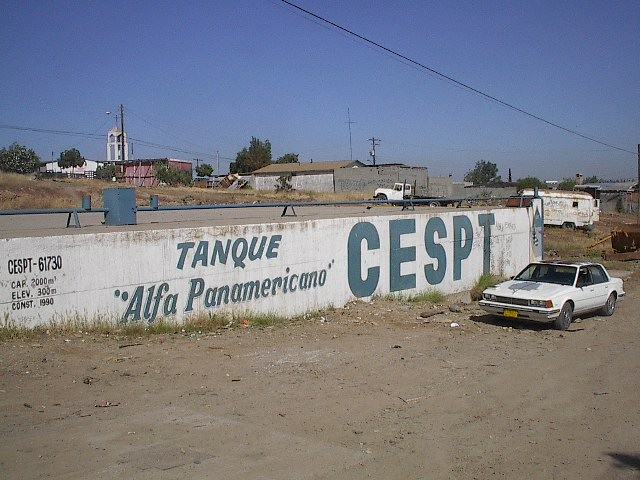 CESPT-61730
CAP. 2000m³
ELEV. 300m
CONST. 1990
TANQUE
"Alfa Panamericano"
CESPT